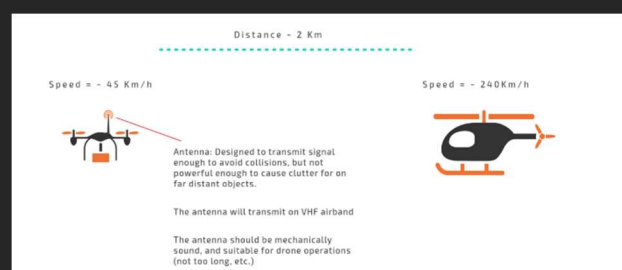 Distance ~ 2 Km
Speed = ~ 45 Km/h
Speed = ~ 240Km/h
Antenna: Designed to transmit signal
enough to avoid collisions, but not
powerful enough to cause clutter for on
far distant objects.
The antenna will transmit on VHF airband
The antenna should be mechanically
sound, and suitable for drone operations
(not too long, etc.)